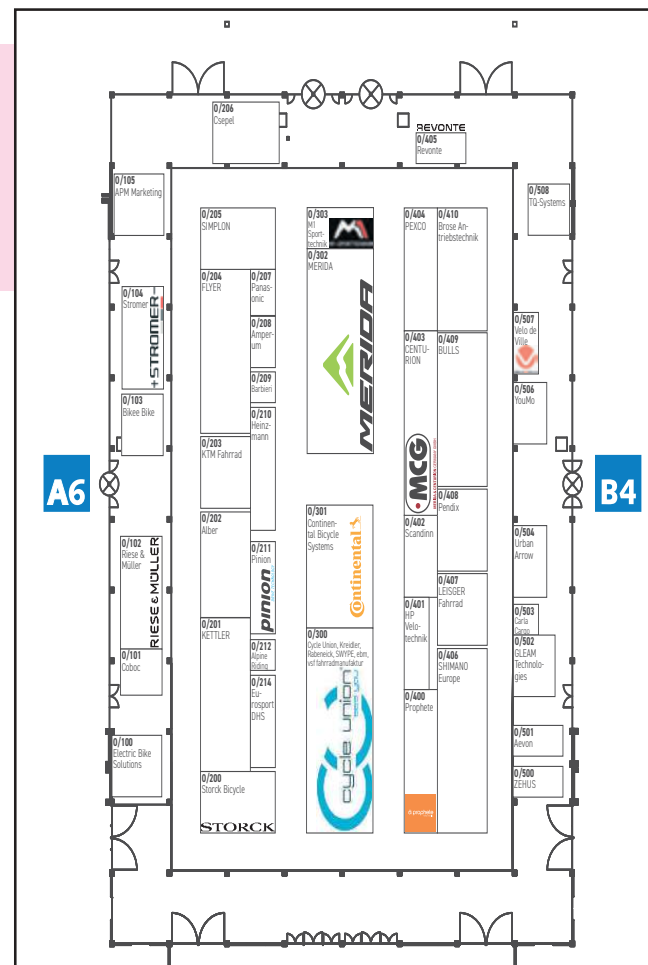 0/206
Csepel
REVONTE
0/405
Revonte
0/105
APM Marketing
0/508
TQ-Systems
0/205
SIMPLON
0/303
M1
Sport-
technik
0/302
MERIDA
MERIDA
0/404
PEXCO
0/410
Brose An-
triebstechnik
0/204
FLYER
0/207
Panas-
onic
0/208
Amper-
ium
0/209
Barbieri
0/210
Heinz-
mann
0/104
Stromer
+STROMER
0/103
Bikee Bike
0/507
Velo de
Ville
0/506
YouMo
0/403
CENTU-
RION
MCG
0/409
BULLS
0/203
KTM Fahrrad
A6
B4
0/408
Pendix
0/202
Alber
0/301
Continen-
tal Bicycle
Systems
Continental
0/402
Scandinn
0/504
Urban
Arrow
0/102
Riese &
Müller
RIESE & MÜLLER
0/211
Pinion
pinion
0/407
LEISGER
Fahrrad
0/401
HP
Velo-
technik
0/503
Carla
Cargo
0/502
GLEAM
Technolo-
gies
0/201
KETTLER
0/212
Alpine
Riding
0/300
Cycle Union, Kreidler,
Rabeneick, SWYPE, ebm,
vsf fahrradmanufaktur
cycle union
0/101
Coboc
0/406
SHIMANO
Europe
0/214
Eu-
rosport
DHS
0/400
Prophete
prophete
0/100
Electric Bike
Solutions
0/501
Aevon
0/500
ZEHUS
0/200
Storck Bicycle
STORCK